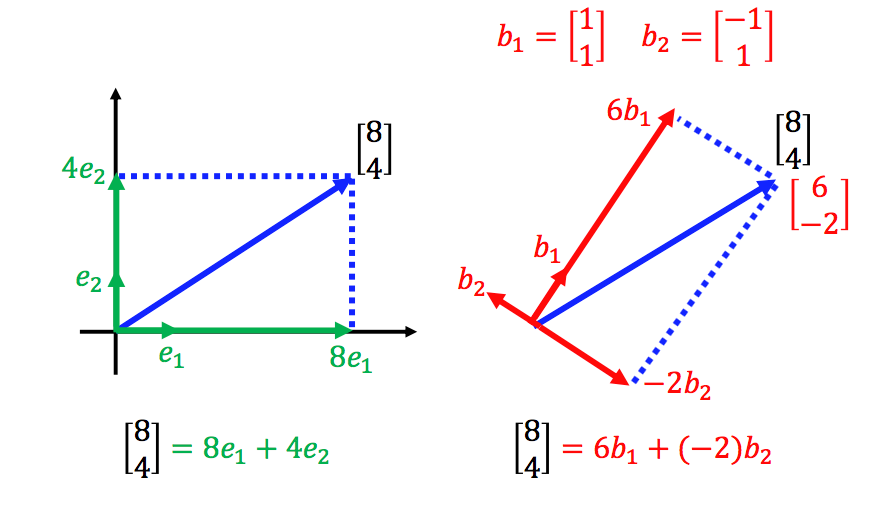 b₁ = [1 1] b₂ = [−1 1]
6b₁
[8 4]
[8 4]
4e₂
[6 −2]
b₁
e₂
b₂
e₁
8e₁
−2b₂
[8 4] = 8e₁ + 4e₂
[8 4] = 6b₁ + (−2)b₂